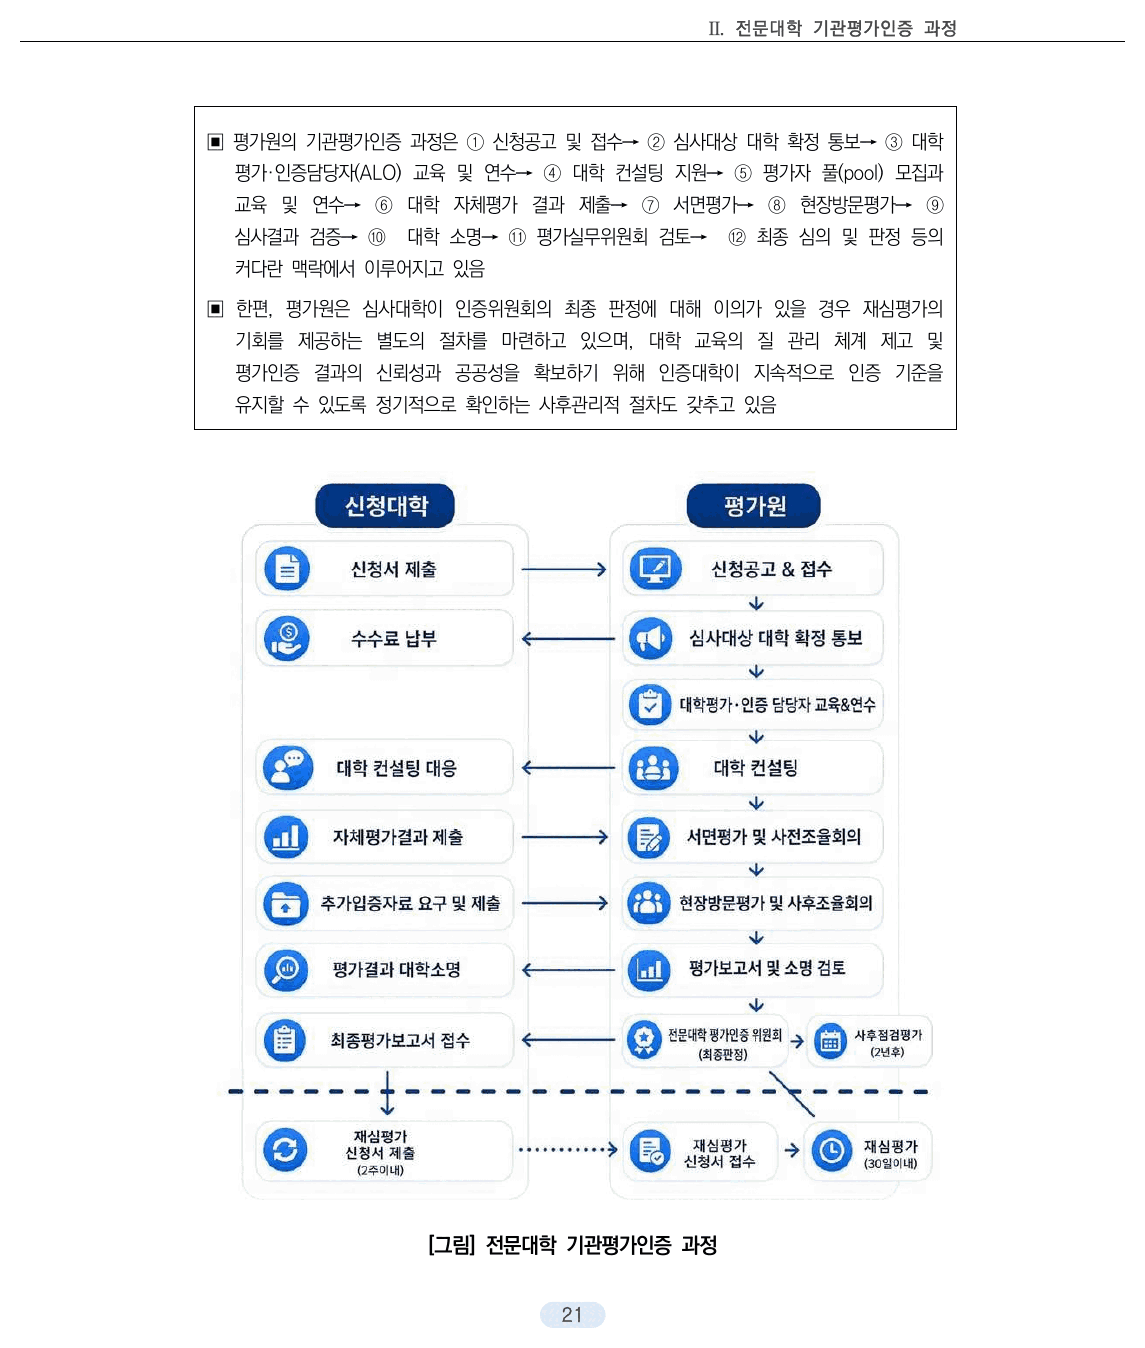 Ⅱ. 전문대학 기관평가인증 과정
▣ 평가원의 기관평가인증 과정은 ① 신청공고 및 접수→ ② 심사대상 대학 확정 통보→ ③ 대학
평가·인증담당자(ALO) 교육 및 연수→ ④ 대학 컨설팅 지원→ ⑤ 평가자 풀(pool) 모집과
교육 및 연수→ ⑥ 대학 자체평가 결과 제출→ ⑦ 서면평가→ ⑧ 현장방문평가→ ⑨
심사결과 검증→ ⑩ 대학 소명→ ⑪ 평가실무위원회 검토→ ⑫ 최종 심의 및 판정 등의
커다란 맥락에서 이루어지고 있음
▣ 한편, 평가원은 심사대학이 인증위원회의 최종 판정에 대해 이의가 있을 경우 재심평가의
기회를 제공하는 별도의 절차를 마련하고 있으며, 대학 교육의 질 관리 체계 제고 및
평가인증 결과의 신뢰성과 공공성을 확보하기 위해 인증대학이 지속적으로 인증 기준을
유지할 수 있도록 정기적으로 확인하는 사후관리적 절차도 갖추고 있음
신청대학
평가원
신청서 제출
신청공고 & 접수
수수료 납부
심사대상 대학 확정 통보
대학평가·인증 담당자 교육&연수
대학 컨설팅 대응
대학 컨설팅
자체평가결과 제출
서면평가 및 사전조율회의
추가입증자료 요구 및 제출
현장방문평가 및 사후조율회의
평가결과 대학소명
평가보고서 및 소명 검토
최종평가보고서 접수
전문대학 평가인증 위원회
(최종판정)
사후점검평가
(2년후)
재심평가
신청서 제출
(2주이내)
재심평가
신청서 접수
재심평가
(30일이내)
[그림] 전문대학 기관평가인증 과정
21